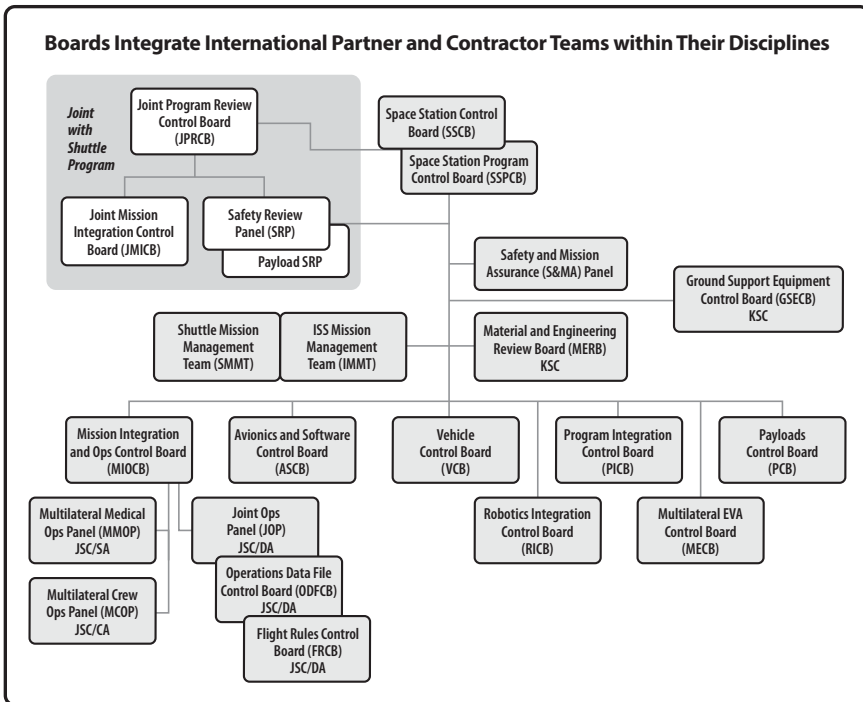 Boards Integrate International Partner and Contractor Teams within Their Disciplines
Joint
with
Shuttle
Program
Joint Program Review
Control Board
(JPRCB)
Space Station Control
Board (SSCB)
Space Station Program
Control Board (SSPCB)
Joint Mission
Integration Control
Board (JMICB)
Safety Review
Panel (SRP)
Payload SRP
Safety and Mission
Assurance (S&MA) Panel
Ground Support Equipment
Control Board (GSECB)
KSC
Shuttle Mission
Management
Team (SMMT)
ISS Mission
Management
Team (IMMT)
Material and Engineering
Review Board (MERB)
KSC
Mission Integration
and Ops Control Board
(MIOCB)
Avionics and Software
Control Board
(ASCB)
Vehicle
Control Board
(VCB)
Program Integration
Control Board
(PICB)
Payloads
Control Board
(PCB)
Multilateral Medical
Ops Panel (MMOP)
JSC/SA
Joint Ops
Panel (JOP)
JSC/DA
Robotics Integration
Control Board
(RICB)
Multilateral EVA
Control Board
(MECB)
Operations Data File
Control Board (ODFCB)
JSC/DA
Multilateral Crew
Ops Panel (MCOP)
JSC/CA
Flight Rules Control
Board (FRCB)
JSC/DA